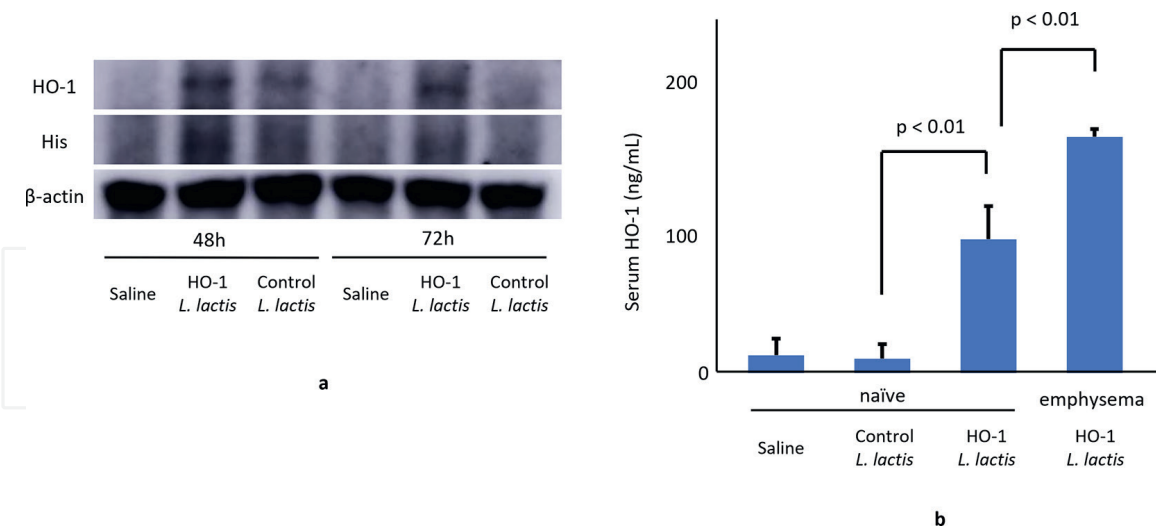 HO-1
His
β-actin
48h
72h
Saline
HO-1
L. lactis
Control
L. lactis
Saline
HO-1
L. lactis
Control
L. lactis
a
Serum HO-1 (ng/mL)
200
100
0
p < 0.01
p < 0.01
naïve
emphysema
Saline
Control
L. lactis
HO-1
L. lactis
HO-1
L. lactis
b